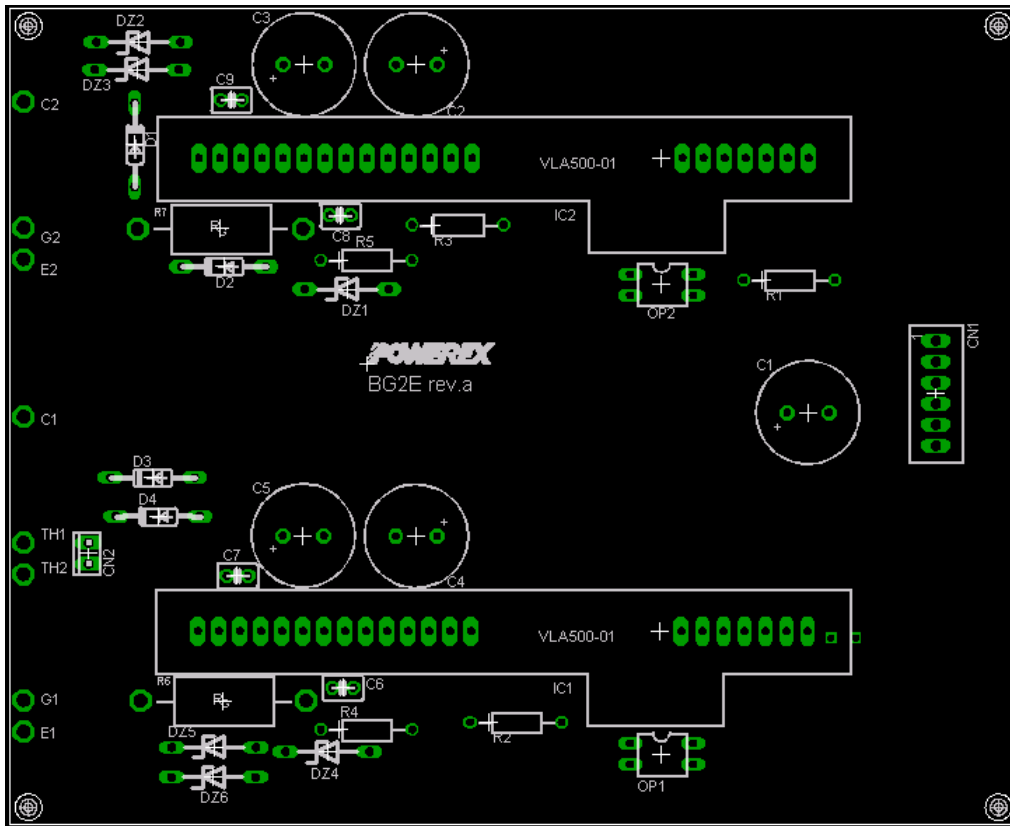 DZ2
C3
DZ3
C9
C2
C2
D1
VLA500-01
R7
IC2
G2
C8
R3
R5
E2
D2
DZ1
R1
OP2
POWEREX
BG2E rev.a
1
CN1
C1
C1
D3
C5
D4
TH1
CN2
C7
TH2
C4
VLA500-01
R6
C6
IC1
G1
R4
E1
DZ5
R2
DZ4
DZ6
OP1